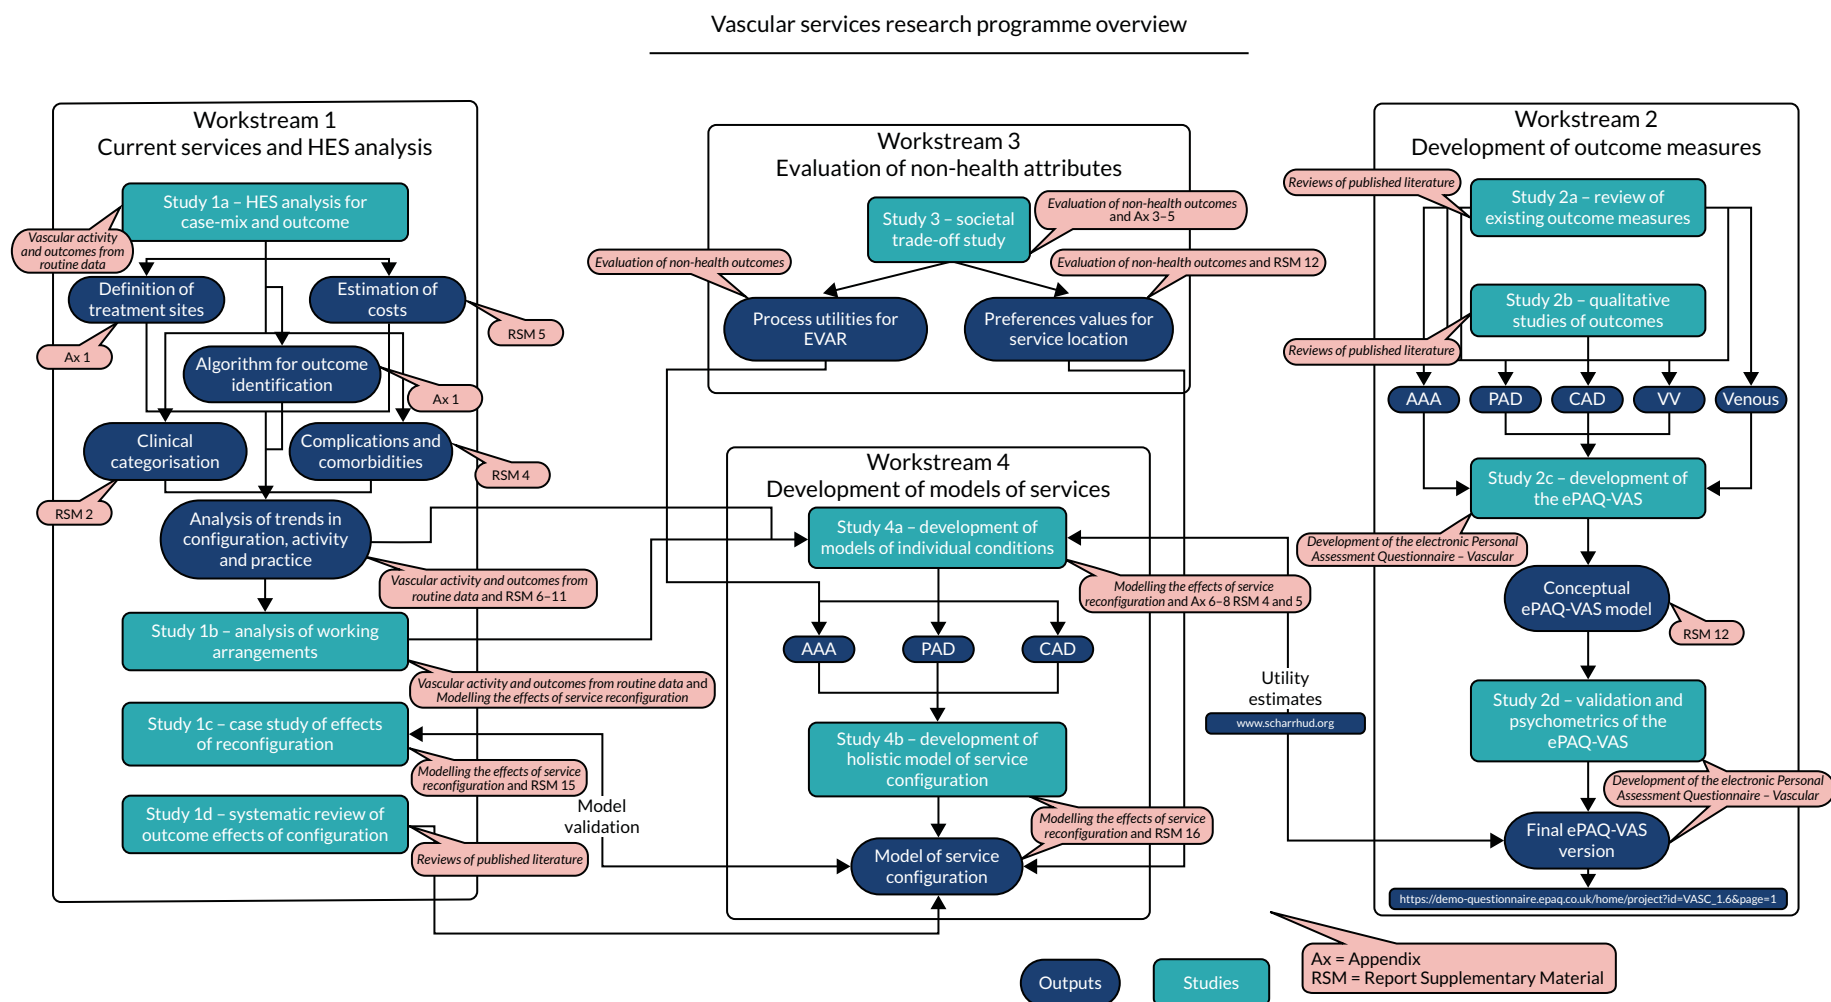 Vascular services research programme overview
Workstream 1
Current services and HES analysis
Study 1a – HES analysis for
case-mix and outcome
Vascular activity
and outcomes from
routine data
Definition of
treatment sites
Estimation of
costs
Ax 1
RSM 5
Algorithm for outcome
identification
Ax 1
Clinical
categorisation
Complications and
comorbidities
RSM 2
RSM 4
Analysis of trends in
configuration, activity
and practice
Vascular activity and outcomes from
routine data and RSM 6–11
Study 1b – analysis of working
arrangements
Vascular activity and outcomes from routine data and
Modelling the effects of service reconfiguration
Study 1c – case study of effects
of reconfiguration
Modelling the effects of service
reconfiguration and RSM 15
Study 1d – systematic review of
outcome effects of configuration
Reviews of published literature
Model
validation
Workstream 3
Evaluation of non-health attributes
Study 3 – societal
trade-off study
Evaluation of non-health outcomes
and Ax 3–5
Evaluation of non-health outcomes
Evaluation of non-health outcomes and RSM 12
Process utilities for
EVAR
Preferences values for
service location
Workstream 4
Development of models of services
Study 4a – development of
models of individual conditions
Modelling the effects of service
reconfiguration and Ax 6–8 RSM 4 and 5
AAA
PAD
CAD
Study 4b – development of
holistic model of service
configuration
Modelling the effects of service
reconfiguration and RSM 16
Model of service
configuration
Utility
estimates
www.scharrhud.org
Workstream 2
Development of outcome measures
Reviews of published literature
Study 2a – review of
existing outcome measures
Study 2b – qualitative
studies of outcomes
Reviews of published literature
AAA
PAD
CAD
VV
Venous
Study 2c – development of
the ePAQ-VAS
Development of the electronic Personal
Assessment Questionnaire – Vascular
Conceptual
ePAQ-VAS model
RSM 12
Study 2d – validation and
psychometrics of the
ePAQ-VAS
Development of the electronic Personal
Assessment Questionnaire – Vascular
Final ePAQ-VAS
version
https://demo-questionnaire.epaq.co.uk/home/project?id=VASC_1.6&page=1
Outputs
Studies
Ax = Appendix
RSM = Report Supplementary Material